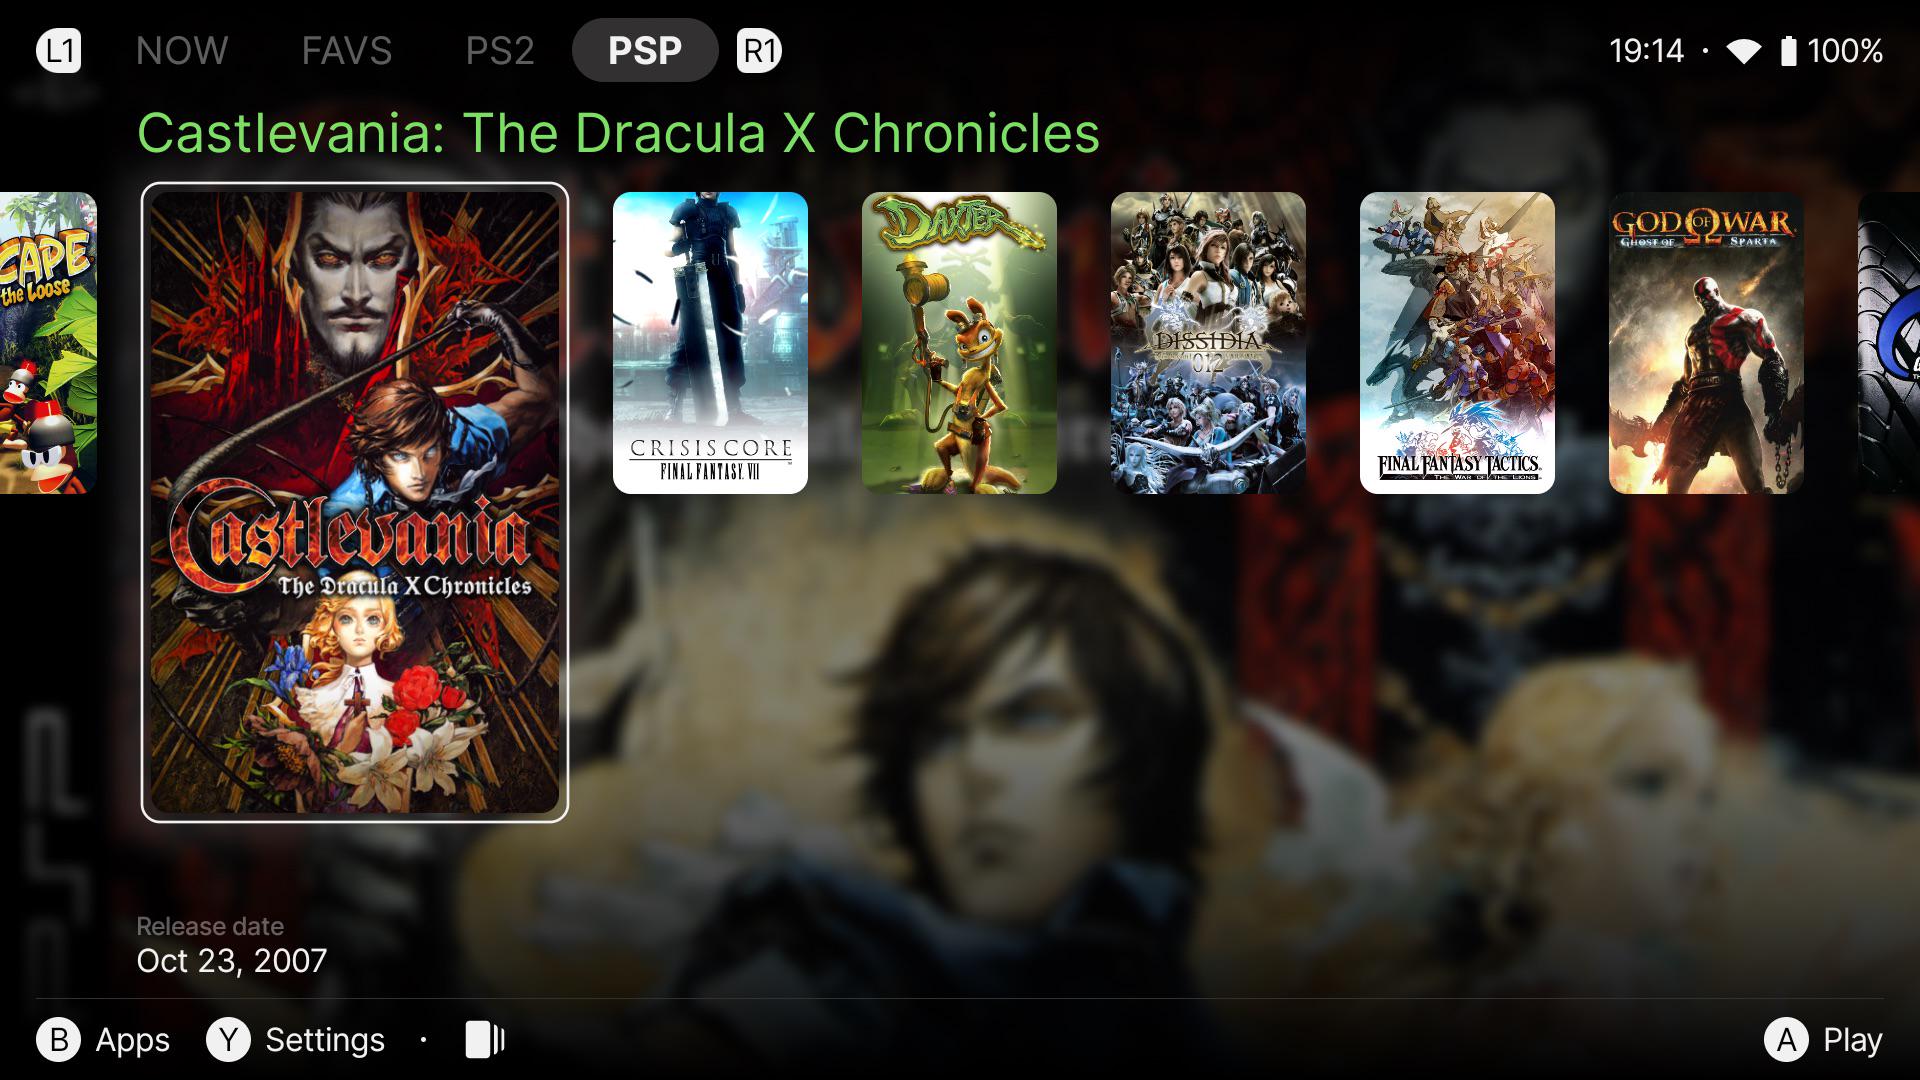 L1 NOW FAVS PS2 PSP R1 19:14 · 100%
Castlevania: The Dracula X Chronicles
CAPE
the Loose
Castlevania
The Dracula X Chronicles
CRISIS CORE
FINAL FANTASY VII
DAXTER
DISSIDIA
012
FINAL FANTASY TACTICS
THE WAR OF THE LIONS
GOD OF WAR
GHOST OF SPARTA
Release date
Oct 23, 2007
B Apps Y Settings · A Play